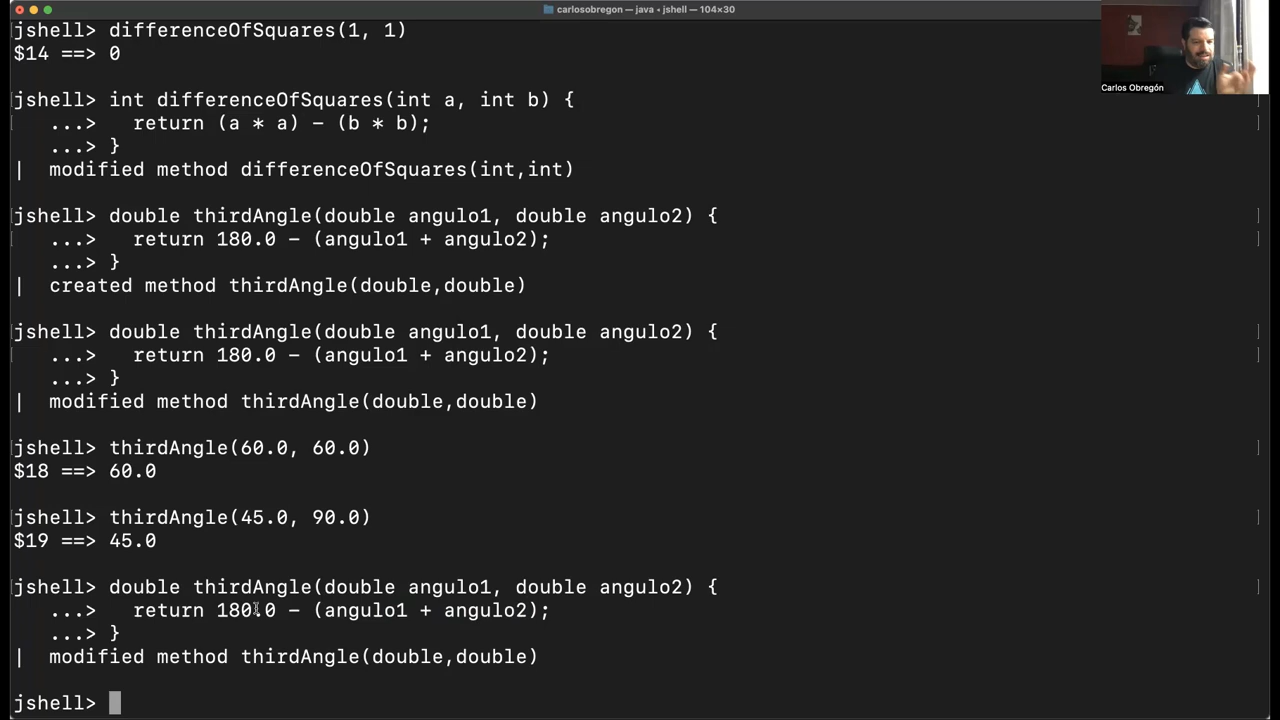 carlosobregon — java ◂ jshell — 104×30
jshell> differenceOfSquares(1, 1)
$14 ==> 0
jshell> int differenceOfSquares(int a, int b) {
...> return (a * a) – (b * b);
...> }
| modified method differenceOfSquares(int,int)
jshell> double thirdAngle(double angulo1, double angulo2) {
...> return 180.0 – (angulo1 + angulo2);
...> }
| created method thirdAngle(double,double)
jshell> double thirdAngle(double angulo1, double angulo2) {
...> return 180.0 – (angulo1 + angulo2);
...> }
| modified method thirdAngle(double,double)
jshell> thirdAngle(60.0, 60.0)
$18 ==> 60.0
jshell> thirdAngle(45.0, 90.0)
$19 ==> 45.0
jshell> double thirdAngle(double angulo1, double angulo2) {
...> return 180.0 – (angulo1 + angulo2);
...> }
| modified method thirdAngle(double,double)
jshell>
Carlos Obregón